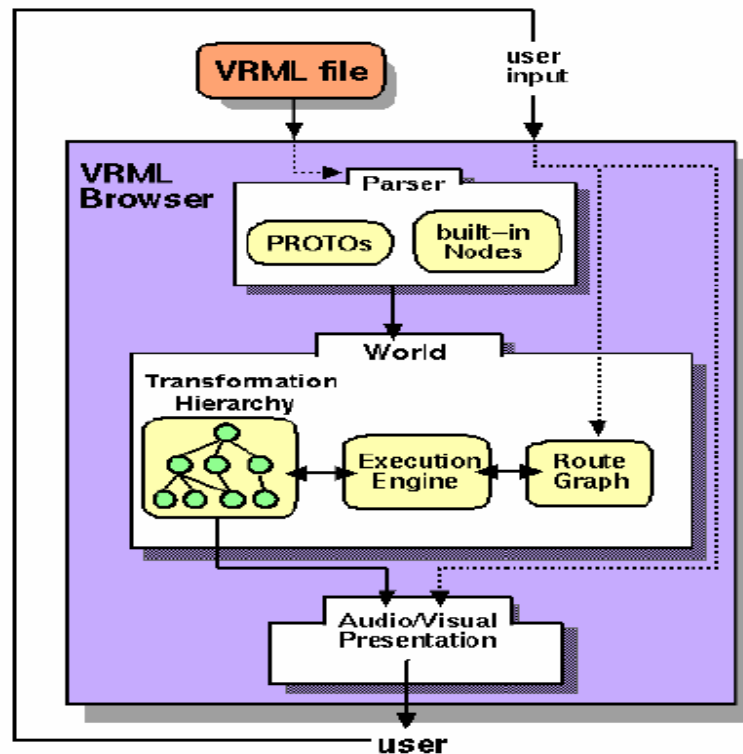 VRML file
user
input
VRML
Browser
Parser
PROTOs
built-in
Nodes
World
Transformation
Hierarchy
Execution
Engine
Route
Graph
Audio/Visual
Presentation
user